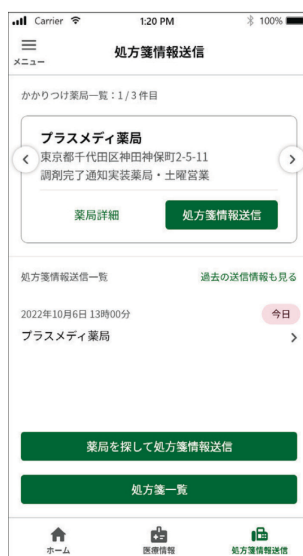 Carrier 1:20 PM 100%
メニュー
処方箋情報送信
かかりつけ薬局一覧：1/3件目
プラスメディ薬局
東京都千代田区神田神保町2-5-11
調剤完了通知実装薬局・土曜営業
薬局詳細 処方箋情報送信
処方箋情報送信一覧 過去の送信情報も見る
2022年10月6日 13時00分 今日
プラスメディ薬局
薬局を探して処方箋情報送信
処方箋一覧
ホーム 医療情報 処方箋情報送信